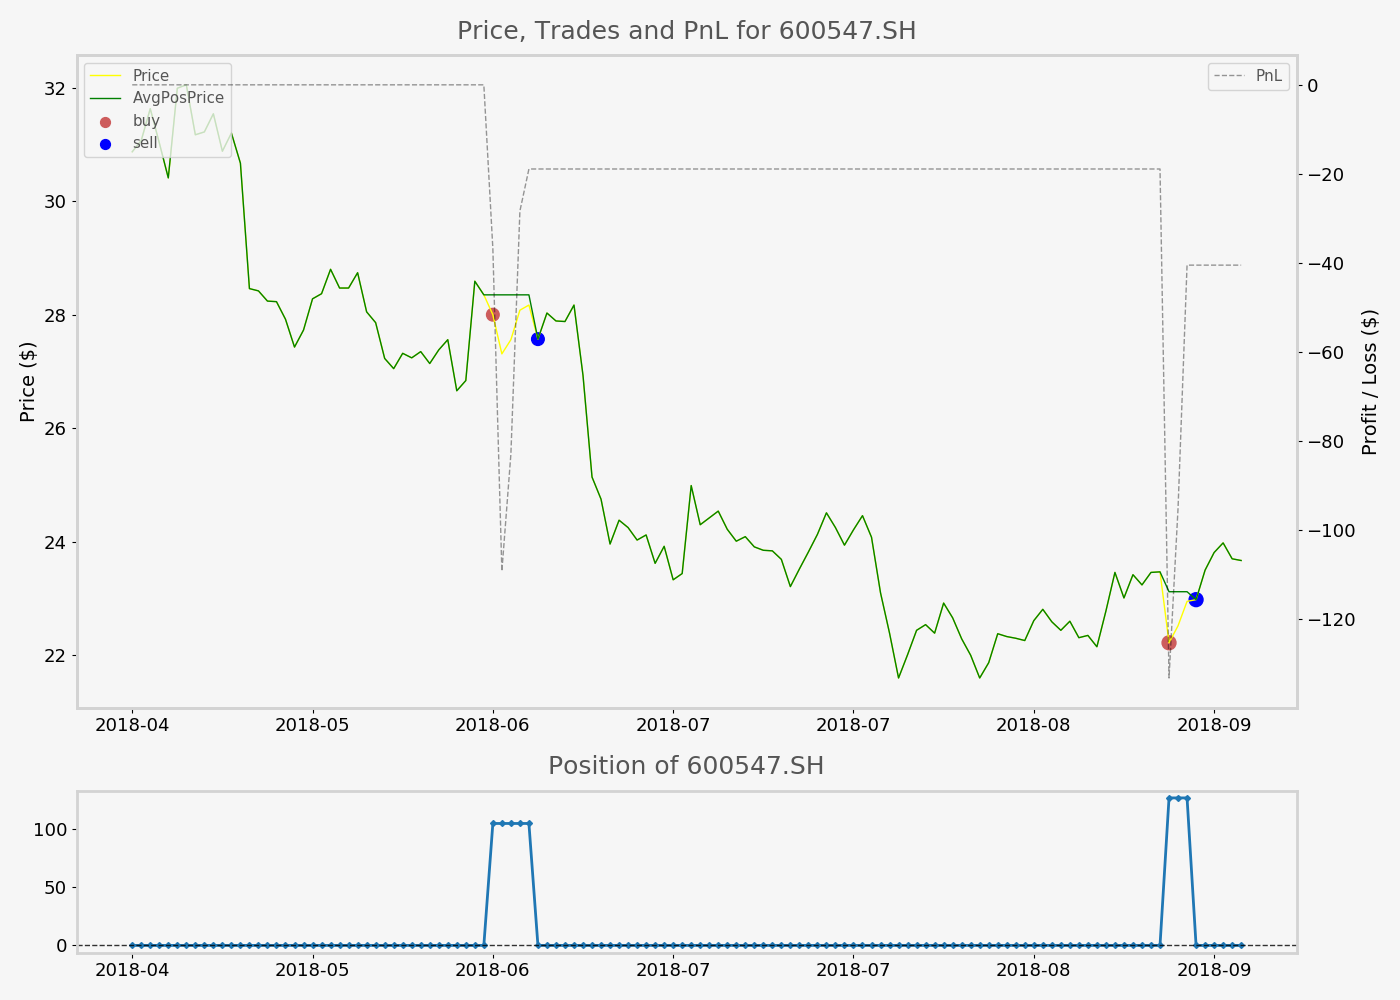 Price, Trades and PnL for 600547.SH
Price
AvgPosPrice
buy
sell
PnL
32
30
28
26
24
22
Price ($)
0
−20
−40
−60
−80
−100
−120
Profit / Loss ($)
2018-04 2018-05 2018-06 2018-07 2018-07 2018-08 2018-09
Position of 600547.SH
100
50
0
2018-04 2018-05 2018-06 2018-07 2018-07 2018-08 2018-09